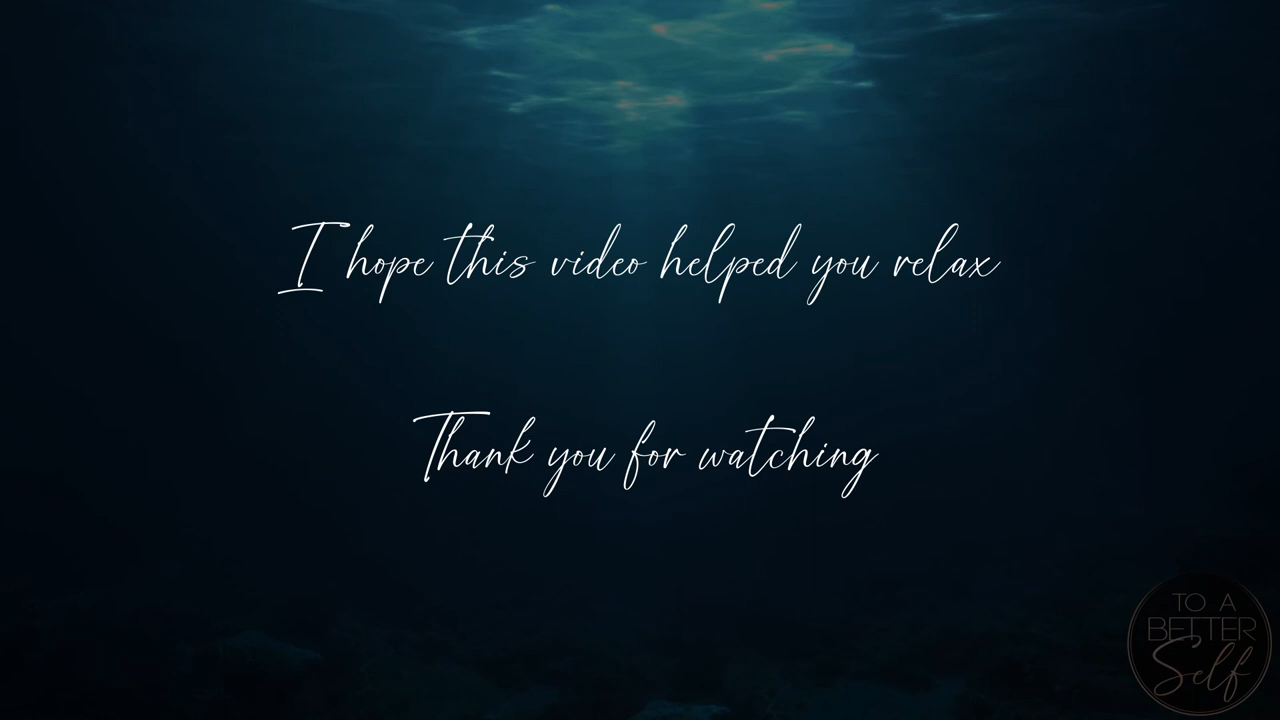 I hope this video helped you relax
Thank you for watching
TO A
BETTER
Self